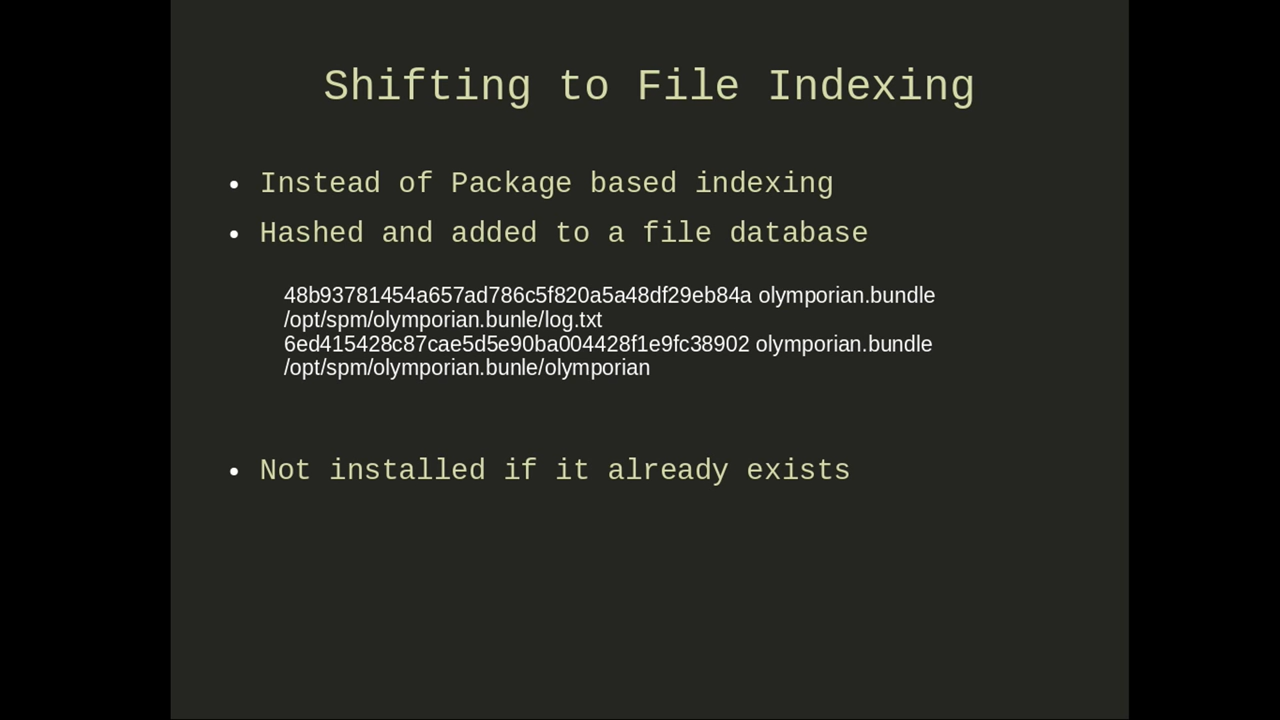 Shifting to File Indexing
• Instead of Package based indexing
• Hashed and added to a file database
48b93781454a657ad786c5f820a5a48df29eb84a olymporian.bundle
/opt/spm/olymporian.bunle/log.txt
6ed415428c87cae5d5e90ba004428f1e9fc38902 olymporian.bundle
/opt/spm/olymporian.bunle/olymporian
• Not installed if it already exists